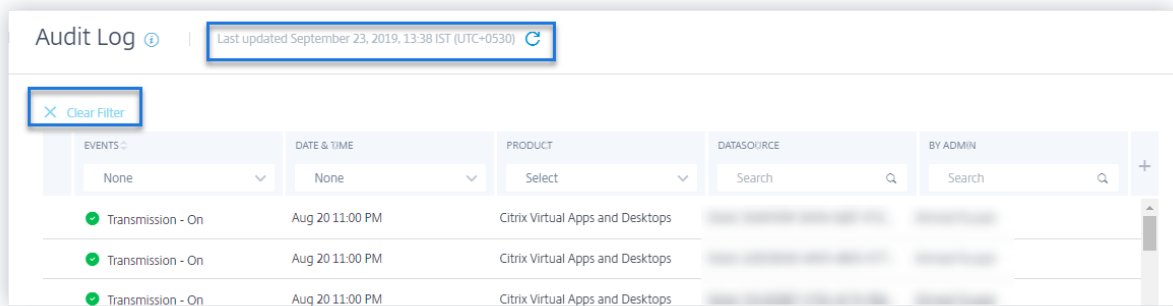 Audit Log
Last updated September 23, 2019, 13:38 IST (UTC+0530)
Clear Filter
EVENTS DATE & TIME PRODUCT DATASOURCE BY ADMIN
None None Select Search Search
Transmission - On Aug 20 11:00 PM Citrix Virtual Apps and Desktops
Transmission - On Aug 20 11:00 PM Citrix Virtual Apps and Desktops
Transmission - On Aug 20 11:00 PM Citrix Virtual Apps and Desktops